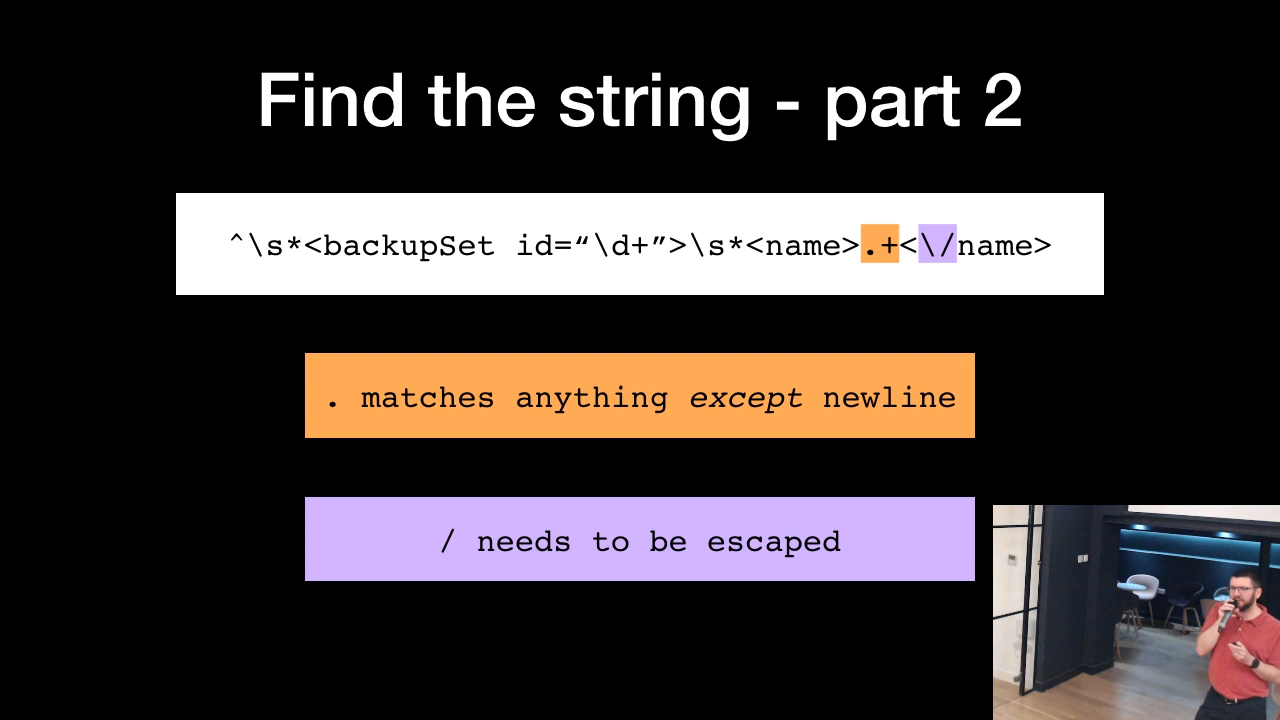 Find the string - part 2
^\s*<backupSet id=“\d+”>\s*<name>.+<\/name>
. matches anything except newline
/ needs to be escaped